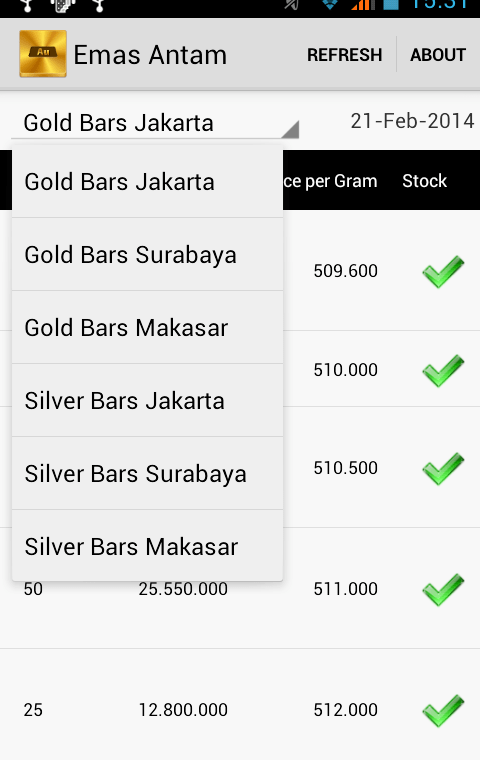 15:31
Au
Emas Antam
REFRESH
ABOUT
Gold Bars Jakarta
21-Feb-2014
Gold Bars Jakarta
Gold Bars Surabaya
Gold Bars Makasar
Silver Bars Jakarta
Silver Bars Surabaya
Silver Bars Makasar
ce per Gram Stock
509.600
510.000
510.500
50 25.550.000 511.000
25 12.800.000 512.000